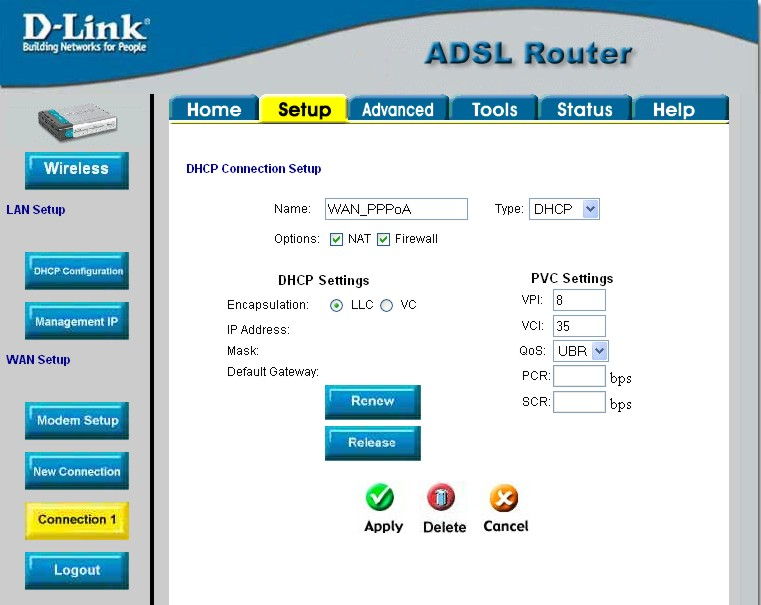 D-Link®
Building Networks for People
ADSL Router
Home Setup Advanced Tools Status Help
Wireless
LAN Setup
DHCP Configuration
Management IP
WAN Setup
Modem Setup
New Connection
Connection 1
Logout
DHCP Connection Setup
Name: WAN_PPPoA Type: DHCP
Options: NAT Firewall
DHCP Settings
Encapsulation: LLC VC
IP Address:
Mask:
Default Gateway:
Renew
Release
PVC Settings
VPI: 8
VCI: 35
QoS: UBR
PCR: bps
SCR: bps
Apply Delete Cancel